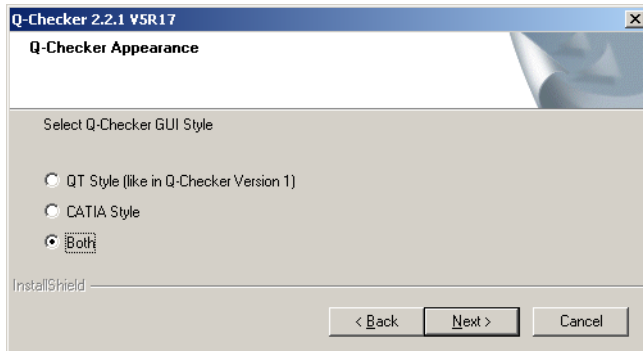 Q-Checker 2.2.1 V5R17
Q-Checker Appearance
Select Q-Checker GUI Style
QT Style (like in Q-Checker Version 1)
CATIA Style
Both
InstallShield
< Back Next > Cancel